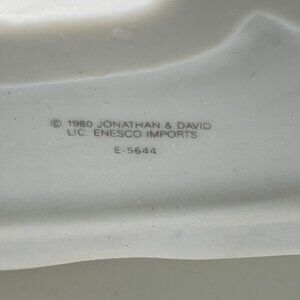 © 1980 JONATHAN & DAVID
LIC. ENESCO IMPORTS
E-5644